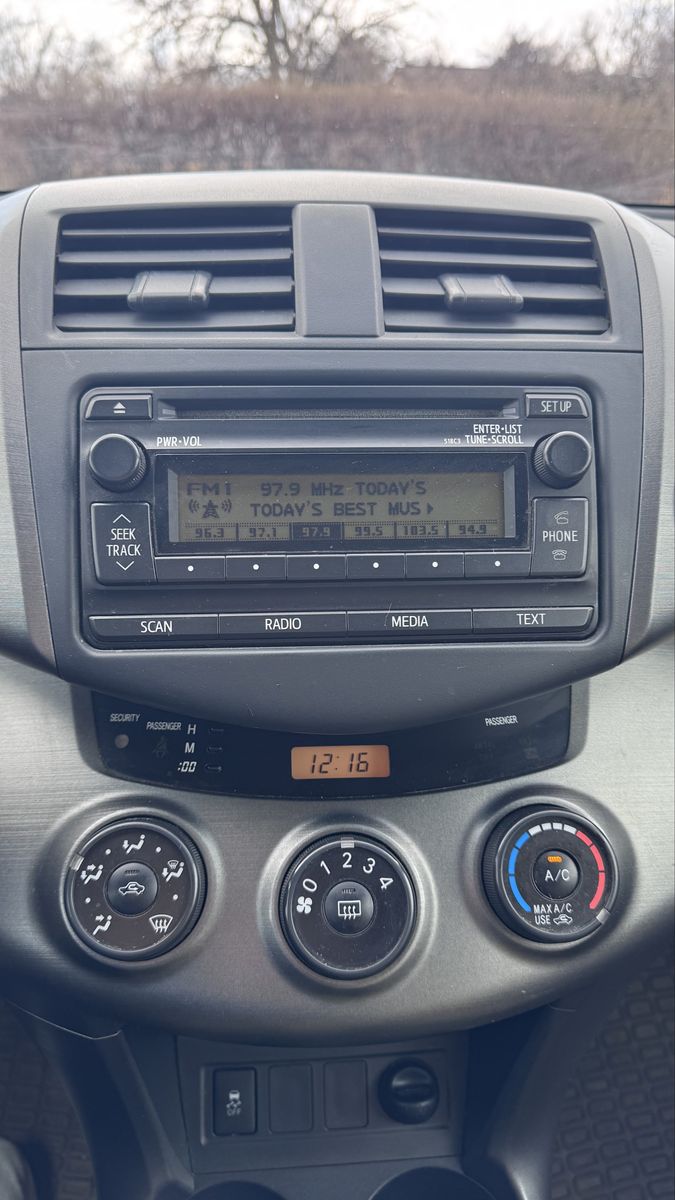 SET UP
PWR•VOL
ENTER•LIST
518C3 TUNE•SCROLL
FM1 97.9 MHz TODAY'S
TODAY'S BEST MUS
SEEK
TRACK
PHONE
96.3 97.1 97.9 99.5 103.5 94.9
SCAN RADIO MEDIA TEXT
SECURITY PASSENGER H
M
:00
12:16
PASSENGER
0 1 2 3 4
A/C
MAX A/C
USE
OFF